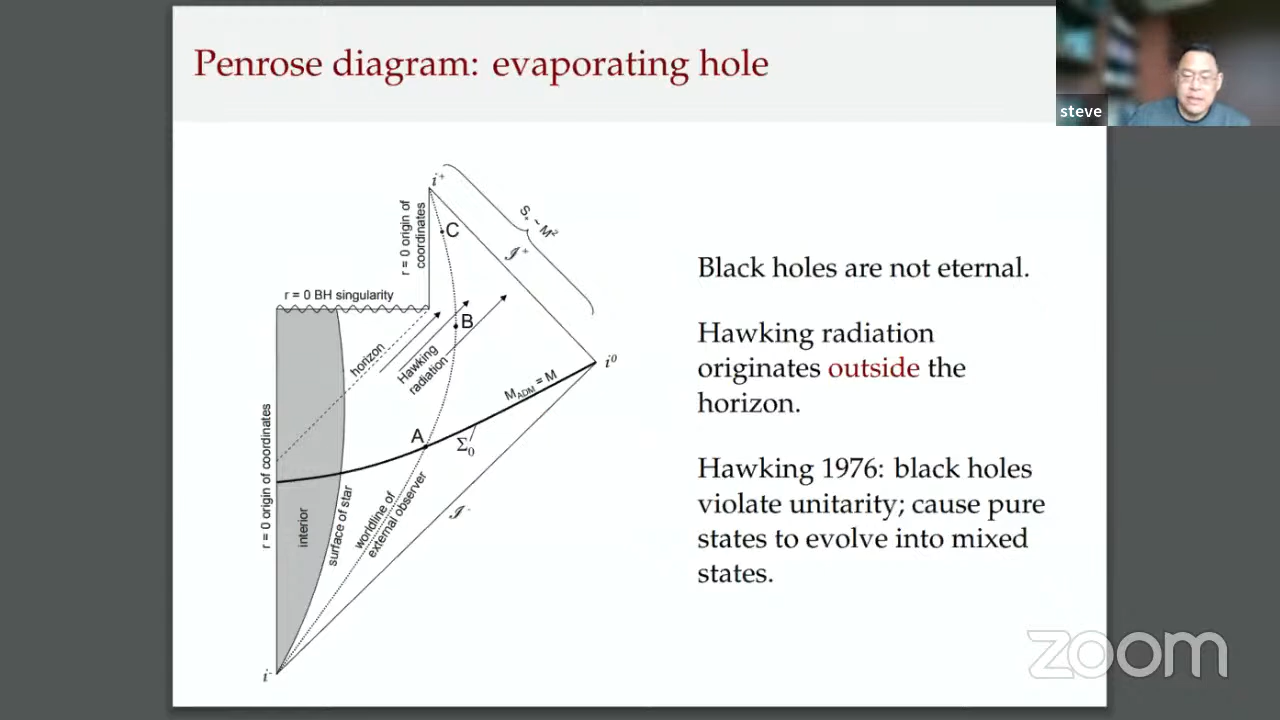 Penrose diagram: evaporating hole
steve
i⁺
r = 0 origin of
coordinates
C
S₊ ~ M²
𝓘⁺
r = 0 BH singularity
B
horizon
Hawking
radiation
i⁰
M_ADM = M
A
Σ₀
r = 0 origin of coordinates
interior
surface of star
worldline of
external observer
𝓘⁻
i⁻
Black holes are not eternal.
Hawking radiation
originates outside the
horizon.
Hawking 1976: black holes
violate unitarity; cause pure
states to evolve into mixed
states.
zoom